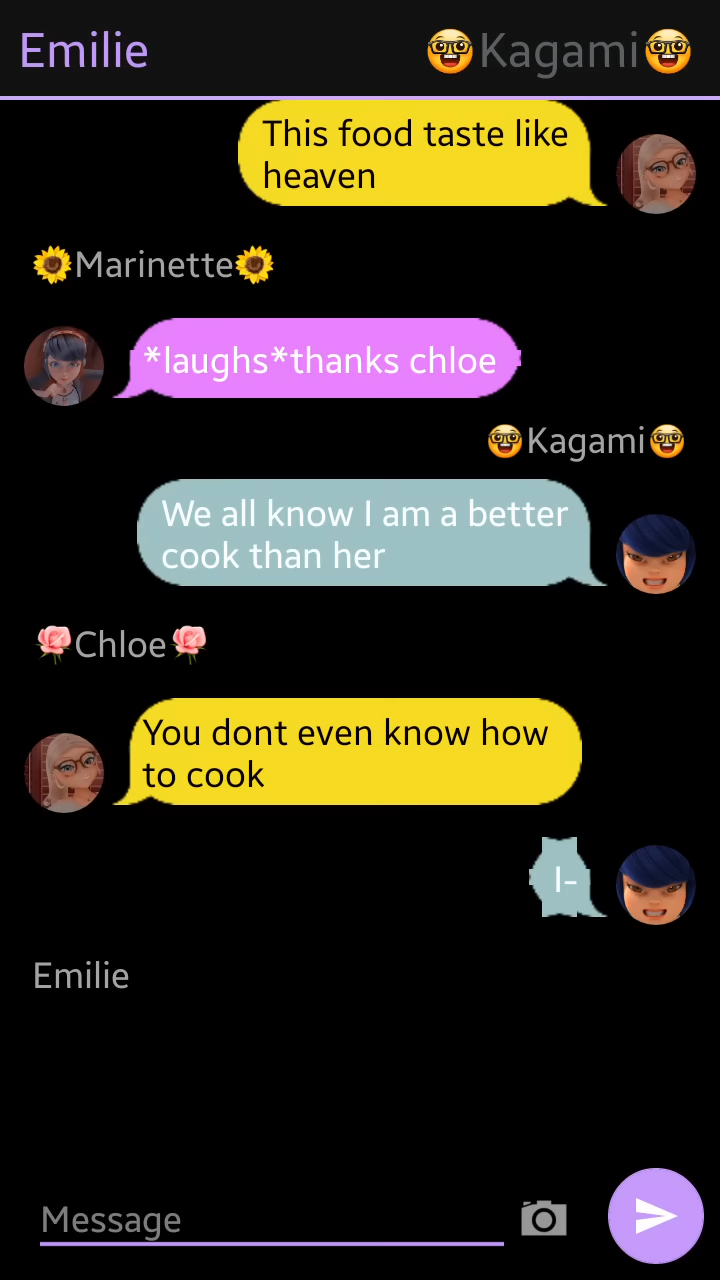 Emilie 🤓Kagami🤓
This food taste like
heaven
🌻Marinette🌻
*laughs*thanks chloe
🤓Kagami🤓
We all know I am a better
cook than her
🌹Chloe🌹
You dont even know how
to cook
I-
Emilie
Message